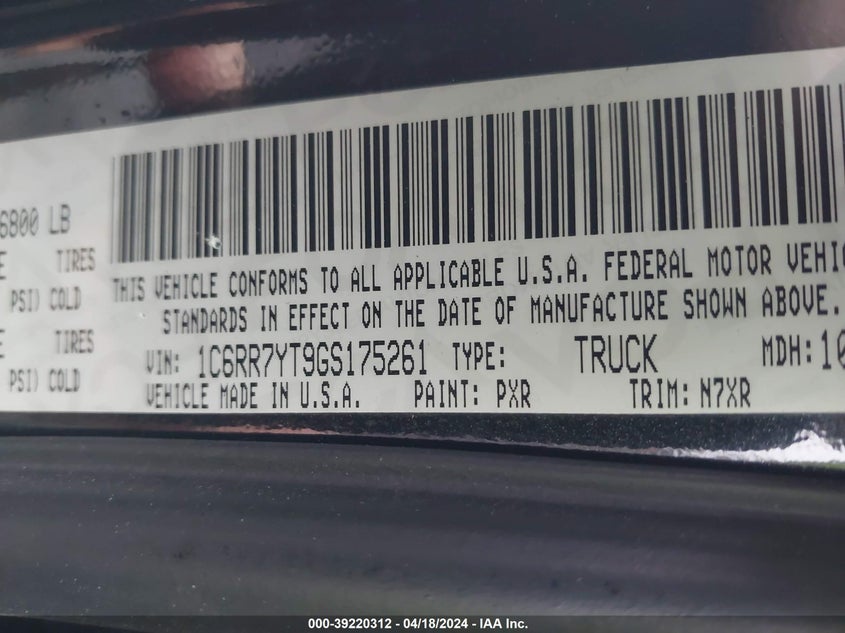 6800 LB
TIRES
PSI) COLD
TIRES
PSI) COLD
THIS VEHICLE CONFORMS TO ALL APPLICABLE U.S.A. FEDERAL MOTOR VEHIC
STANDARDS IN EFFECT ON THE DATE OF MANUFACTURE SHOWN ABOVE.
VIN: 1C6RR7YT9GS175261 TYPE: TRUCK MDH: 10
VEHICLE MADE IN U.S.A. PAINT: PXR TRIM: N7XR
000-39220312 - 04/18/2024 - IAA Inc.